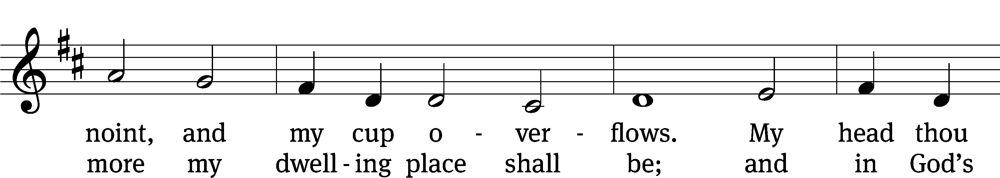 noint, and my cup o - ver - flows. My head thou
more my dwell - ing place shall be; and in God’s